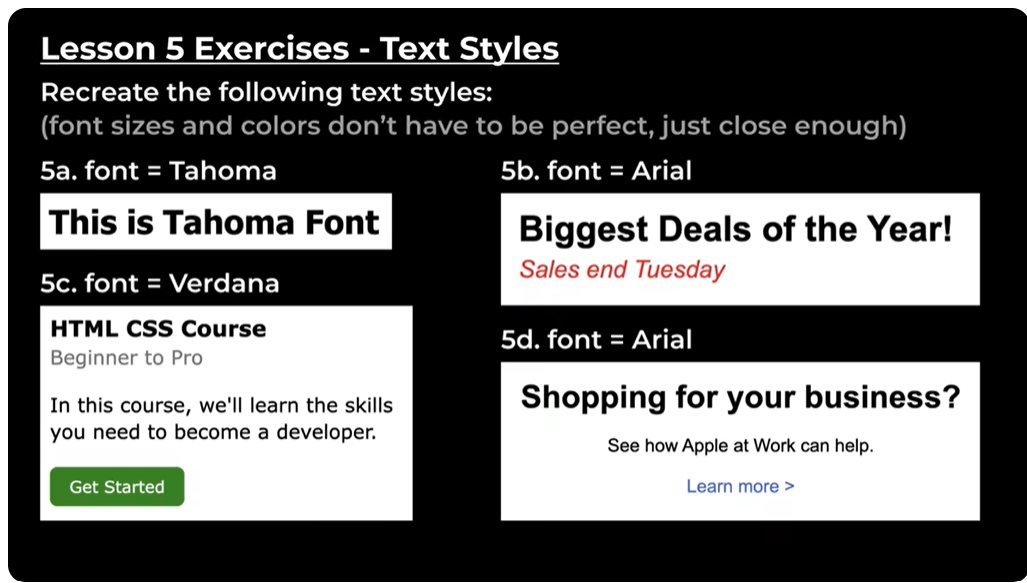 Lesson 5 Exercises - Text Styles
Recreate the following text styles:
(font sizes and colors don’t have to be perfect, just close enough)
5a. font = Tahoma
This is Tahoma Font
5b. font = Arial
Biggest Deals of the Year!
Sales end Tuesday
5c. font = Verdana
HTML CSS Course
Beginner to Pro
In this course, we'll learn the skills
you need to become a developer.
Get Started
5d. font = Arial
Shopping for your business?
See how Apple at Work can help.
Learn more >